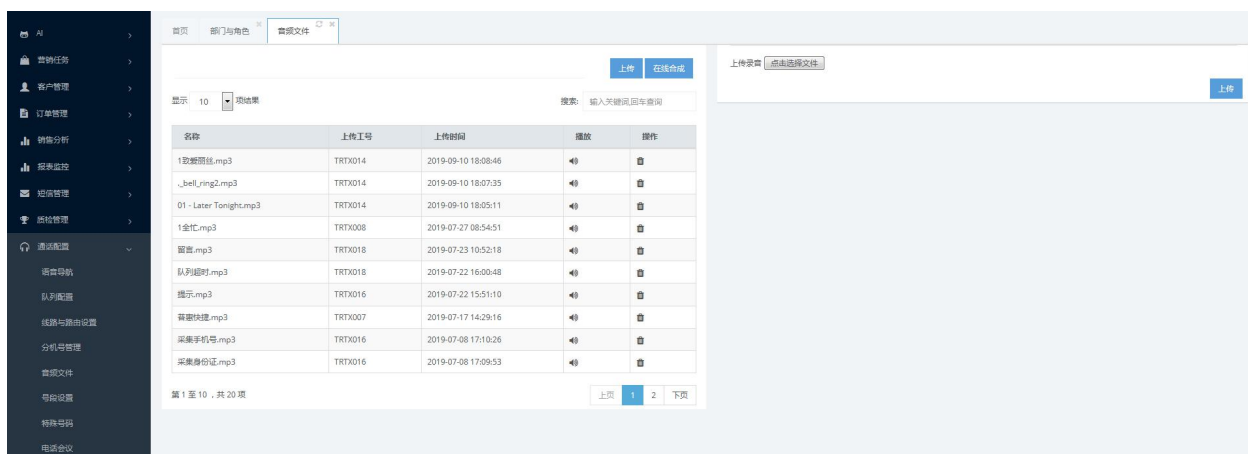 AI
营销任务
客户管理
订单管理
销售分析
报表监控
短信管理
质检管理
通话配置
语音导航
队列配置
线路与路由设置
分机号管理
音频文件
号段设置
特殊号码
电话会议
首页 部门与角色 音频文件
上传 在线合成
显示 10 项结果 搜索: 输入关键词,回车查询
名称 上传工号 上传时间 播放 操作
1致爱丽丝.mp3 TRTX014 2019-09-10 18:08:46
._bell_ring2.mp3 TRTX014 2019-09-10 18:07:35
01 - Later Tonight.mp3 TRTX014 2019-09-10 18:05:11
1全忙.mp3 TRTX008 2019-07-27 08:54:51
留言.mp3 TRTX018 2019-07-23 10:52:18
队列超时.mp3 TRTX018 2019-07-22 16:00:48
提示.mp3 TRTX016 2019-07-22 15:51:10
普惠快捷.mp3 TRTX007 2019-07-17 14:29:16
采集手机号.mp3 TRTX016 2019-07-08 17:10:26
采集身份证.mp3 TRTX016 2019-07-08 17:09:53
第 1 至 10 ,共 20 项 上页 1 2 下页
上传录音 点击选择文件
上传